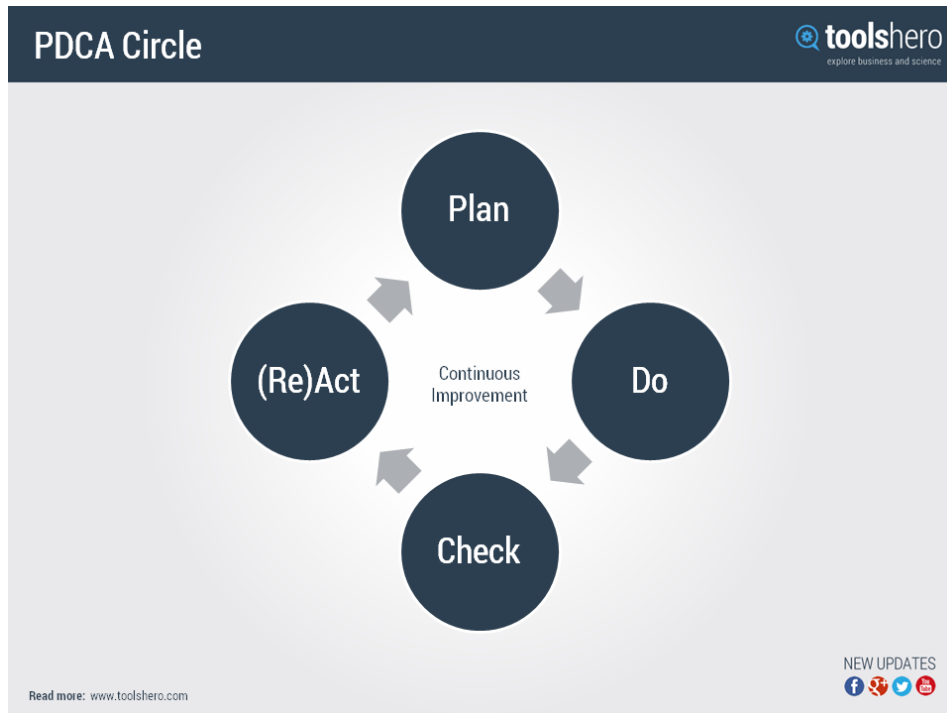 PDCA Circle
toolshero
explore business and science
Plan
(Re)Act
Continuous
Improvement
Do
Check
NEW UPDATES
Read more: www.toolshero.com